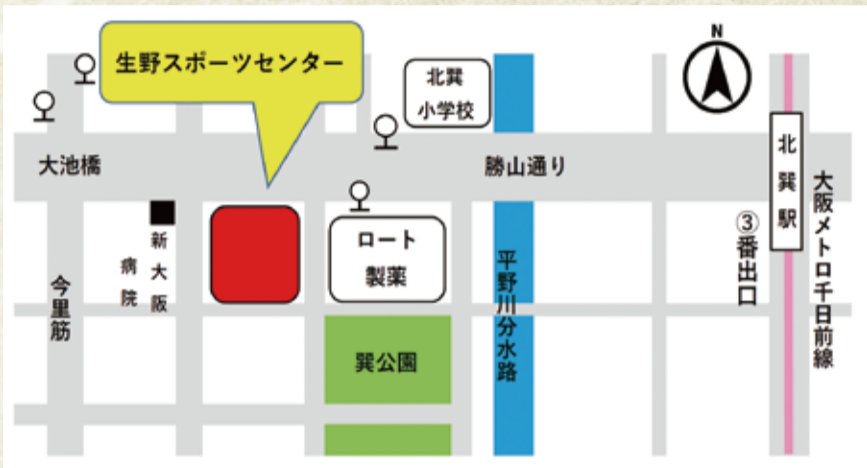 N
生野スポーツセンター
北巽
小学校
大池橋
勝山通り
北巽駅
大阪メトロ千日前線
③番出口
新大阪
病院
ロート
製薬
今里筋
平野川分水路
巽公園